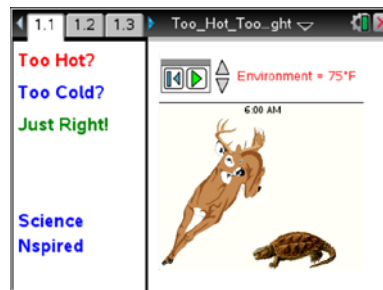 1.1 1.2 1.3 Too_Hot_Too...ght
Too Hot?
Too Cold?
Just Right!
Science
Nspired
Environment = 75°F
6:00 AM